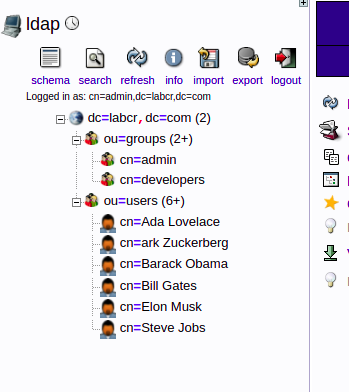 ldap
schema search refresh info import export logout
Logged in as: cn=admin,dc=labcr,dc=com
dc=labcr,dc=com (2)
ou=groups (2+)
cn=admin
cn=developers
ou=users (6+)
cn=Ada Lovelace
cn=ark Zuckerberg
cn=Barack Obama
cn=Bill Gates
cn=Elon Musk
cn=Steve Jobs